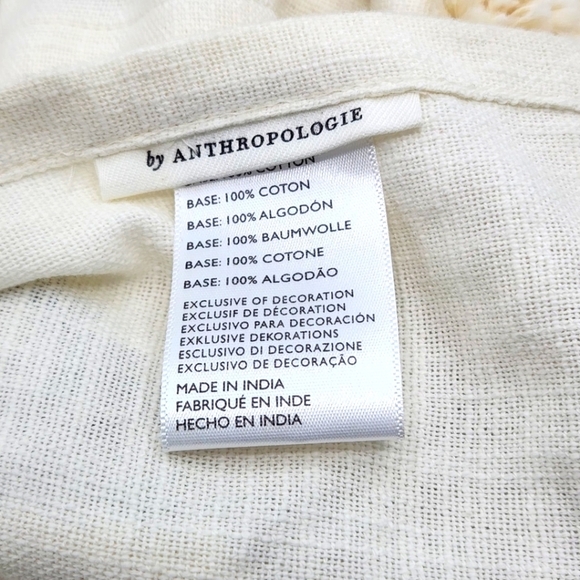 by ANTHROPOLOGIE
BASE: 100% COTON
BASE: 100% ALGODÓN
BASE: 100% BAUMWOLLE
BASE: 100% COTONE
BASE: 100% ALGODÃO
EXCLUSIVE OF DECORATION
EXCLUSIF DE DÉCORATION
EXCLUSIVO PARA DECORACIÓN
EXKLUSIVE DEKORATIONS
ESCLUSIVO DI DECORAZIONE
EXCLUSIVO DE DECORAÇÃO
MADE IN INDIA
FABRIQUÉ EN INDE
HECHO EN INDIA